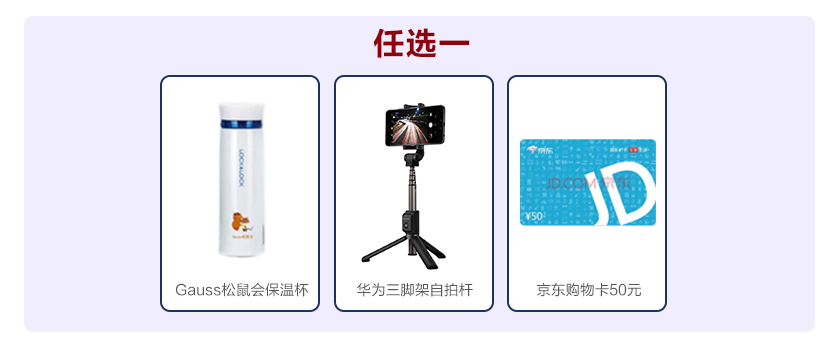 任选一
LOCK&LOCK
京东
JD.COM 京东
JD
¥50
Gauss松鼠会保温杯
华为三脚架自拍杆
京东购物卡50元